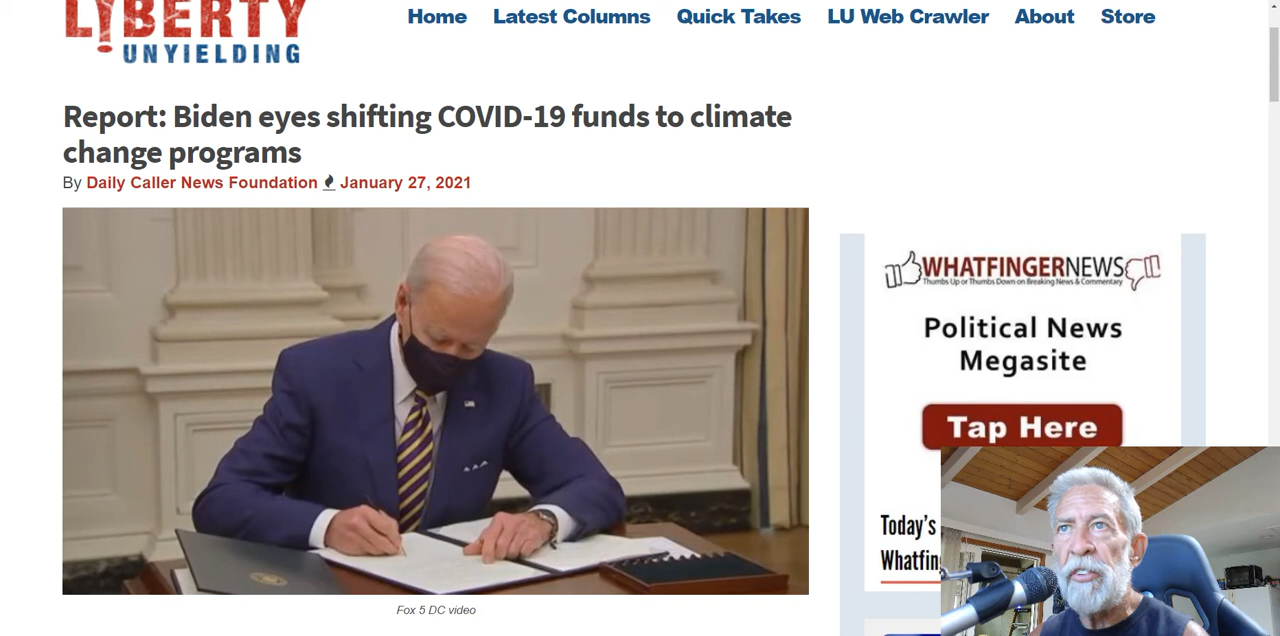 LIBERTY
UNYIELDING
Home Latest Columns Quick Takes LU Web Crawler About Store
Report: Biden eyes shifting COVID-19 funds to climate
change programs
By Daily Caller News Foundation January 27, 2021
WHATFINGERNEWS
Thumbs Up or Thumbs Down on Breaking News & Commentary
Political News
Megasite
Tap Here
Today's
Whatfin
Fox 5 DC video